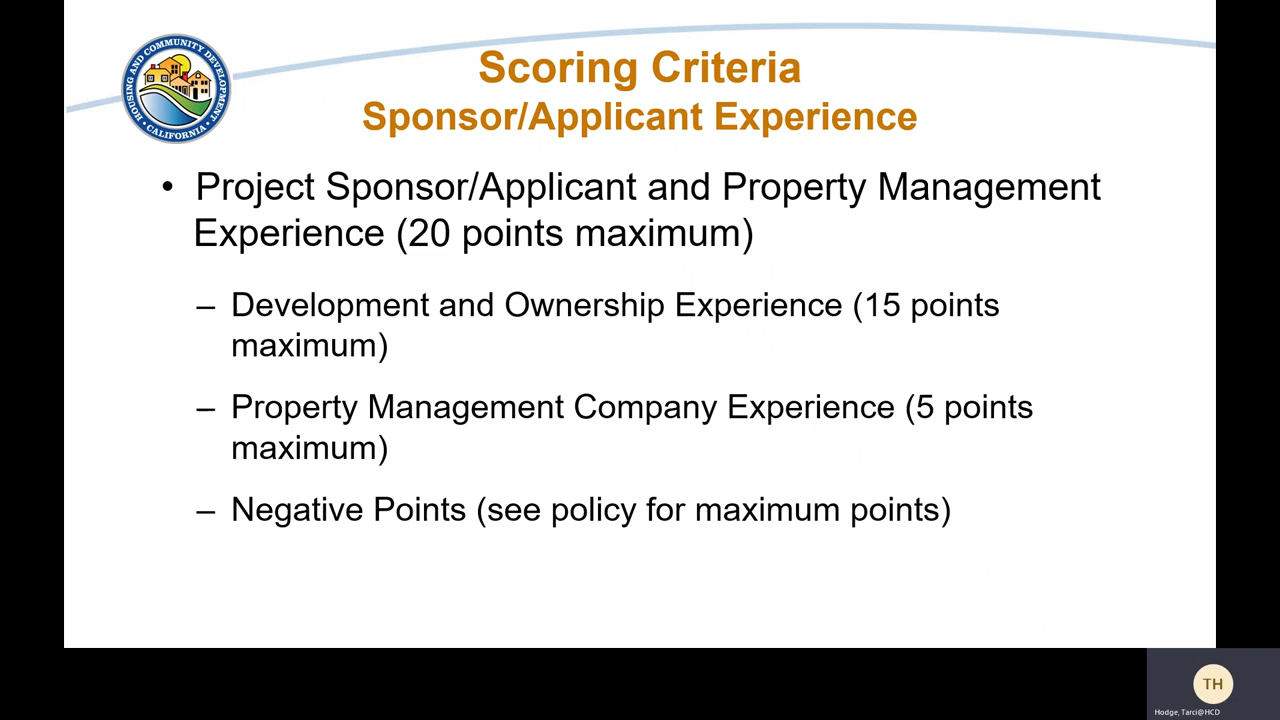 HOUSING AND COMMUNITY DEVELOPMENT
• CALIFORNIA •
Scoring Criteria
Sponsor/Applicant Experience
• Project Sponsor/Applicant and Property Management
Experience (20 points maximum)
– Development and Ownership Experience (15 points
maximum)
– Property Management Company Experience (5 points
maximum)
– Negative Points (see policy for maximum points)
TH
Hodge, Tarci@HCD